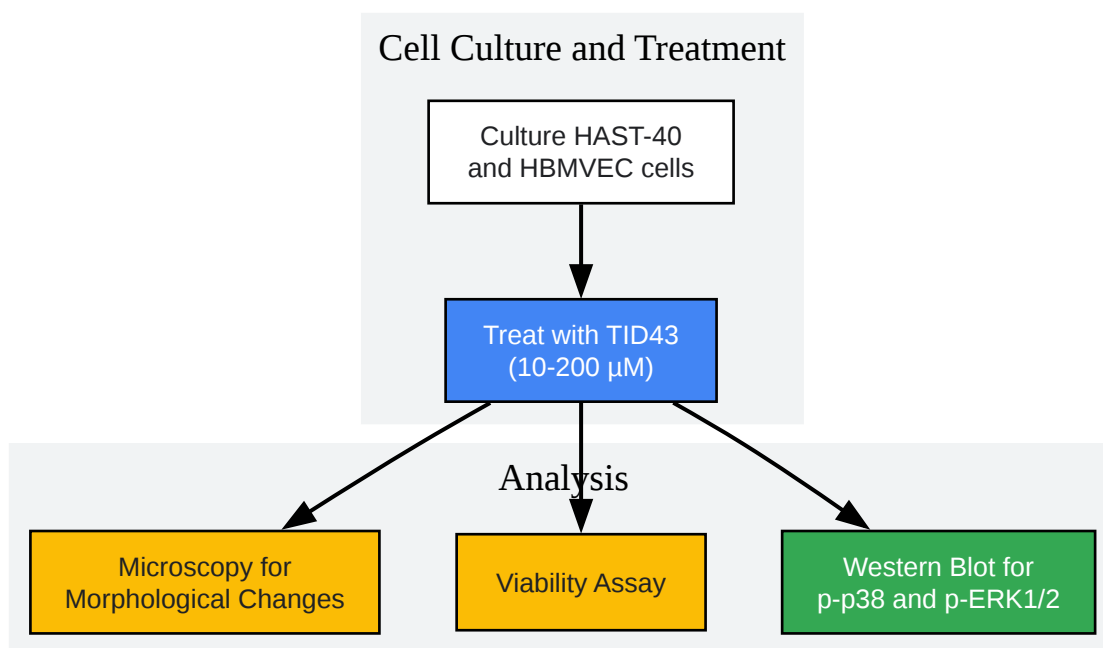 Cell Culture and Treatment
Culture HAST-40
and HBMVEC cells
Treat with TID43
(10-200 µM)
Analysis
Microscopy for
Morphological Changes
Viability Assay
Western Blot for
p-p38 and p-ERK1/2